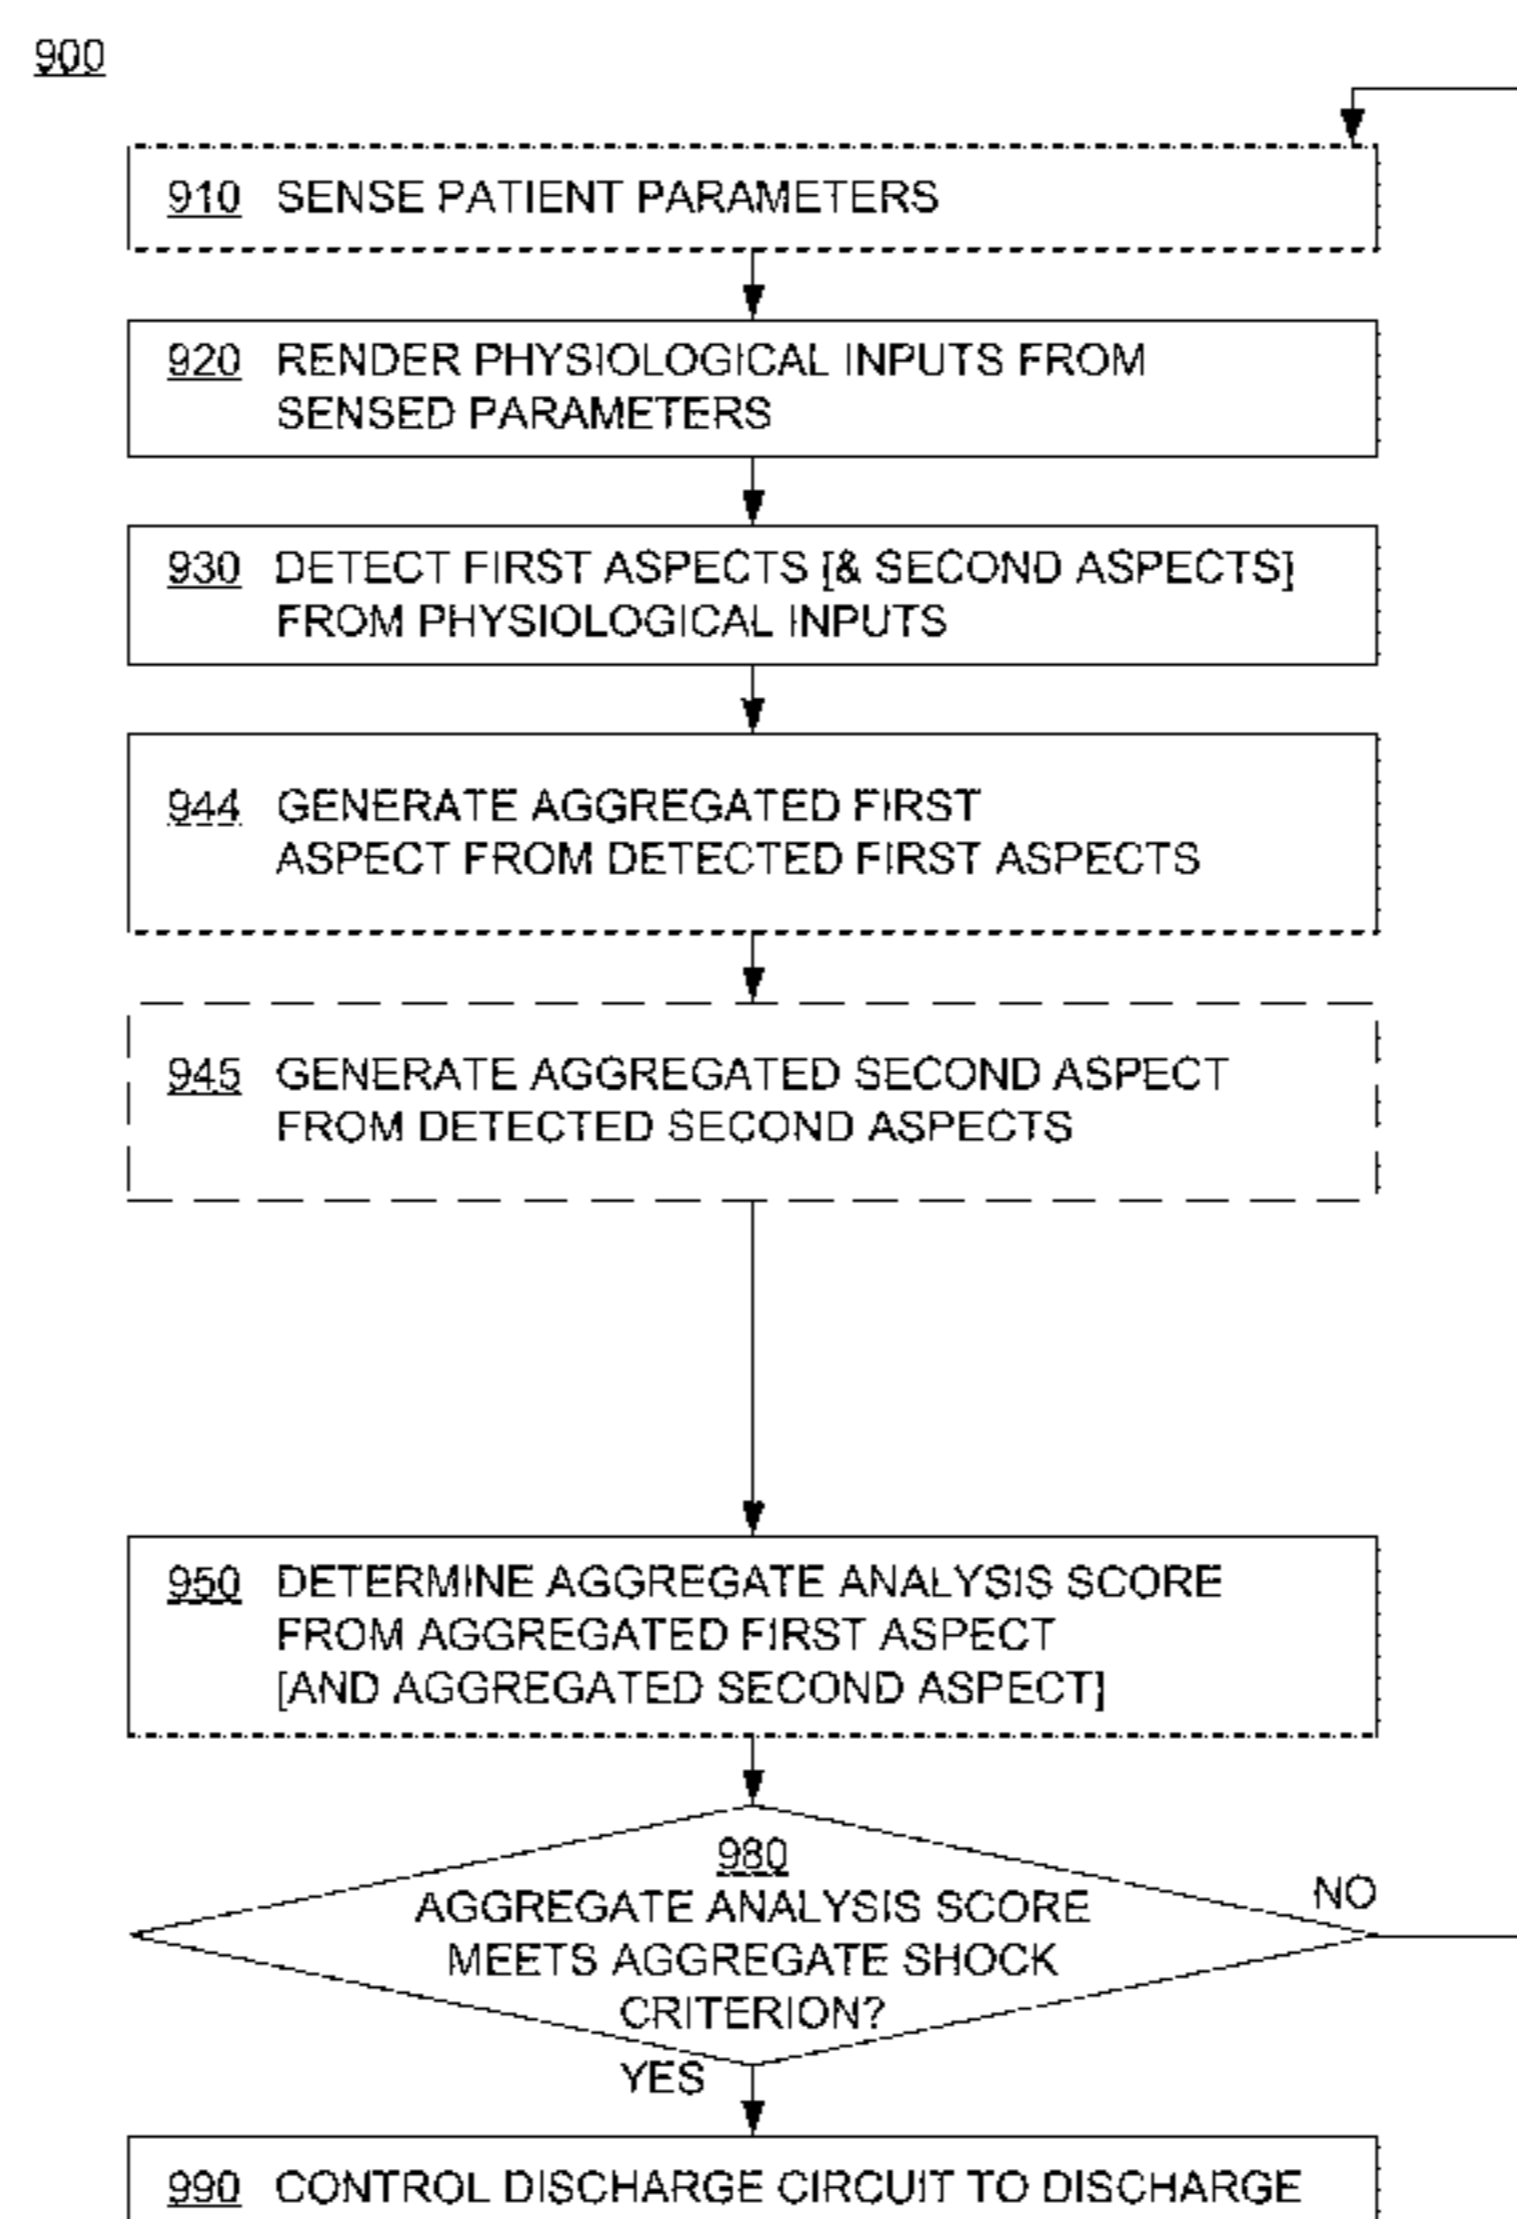 900
910 SENSE PATIENT PARAMETERS
920 RENDER PHYSIOLOGICAL INPUTS FROM
SENSED PARAMETERS
930 DETECT FIRST ASPECTS [& SECOND ASPECTS]
FROM PHYSIOLOGICAL INPUTS
944 GENERATE AGGREGATED FIRST
ASPECT FROM DETECTED FIRST ASPECTS
945 GENERATE AGGREGATED SECOND ASPECT
FROM DETECTED SECOND ASPECTS
950 DETERMINE AGGREGATE ANALYSIS SCORE
FROM AGGREGATED FIRST ASPECT
[AND AGGREGATED SECOND ASPECT]
980
AGGREGATE ANALYSIS SCORE
MEETS AGGREGATE SHOCK
CRITERION?
NO
YES
990 CONTROL DISCHARGE CIRCUIT TO DISCHARGE